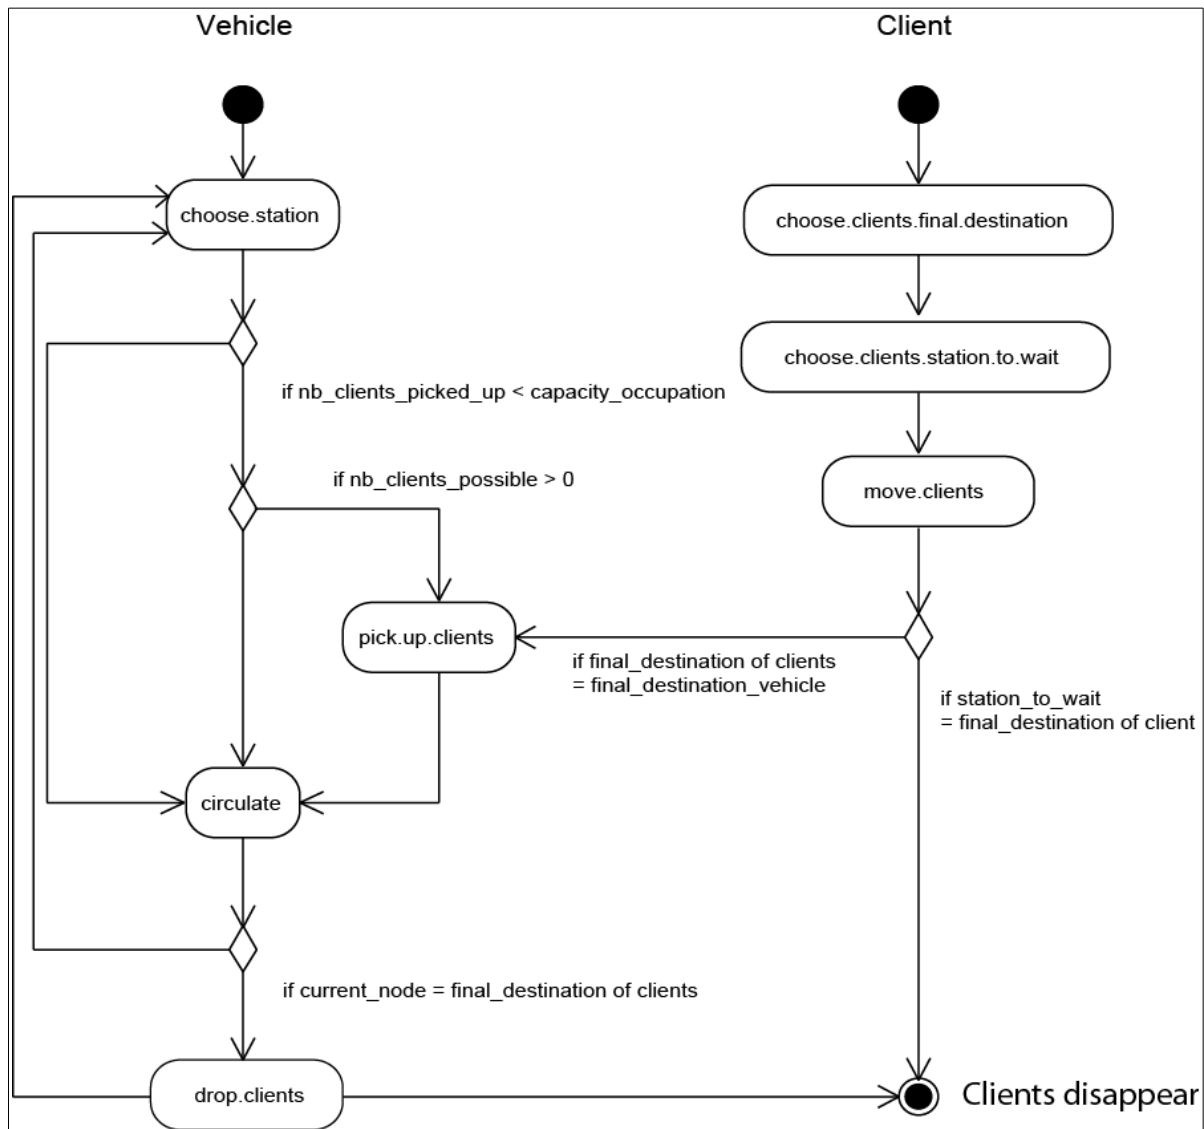 Vehicle
Client
choose.station
choose.clients.final.destination
choose.clients.station.to.wait
if nb_clients_picked_up < capacity_occupation
if nb_clients_possible > 0
move.clients
pick.up.clients
if final_destination of clients
= final_destination_vehicle
if station_to_wait
= final_destination of client
circulate
if current_node = final_destination of clients
drop.clients
Clients disappear